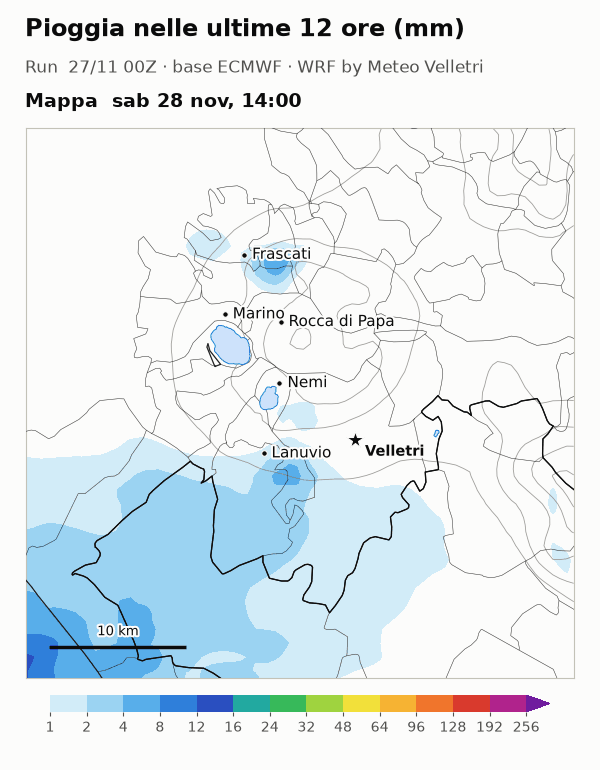 Pioggia nelle ultime 12 ore (mm)
Run 27/11 00Z · base ECMWF · WRF by Meteo Velletri
Mappa sab 28 nov, 14:00
Frascati
Marino
Rocca di Papa
Nemi
Velletri
Lanuvio
10 km
1 2 4 8 12 16 24 32 48 64 96 128 192 256